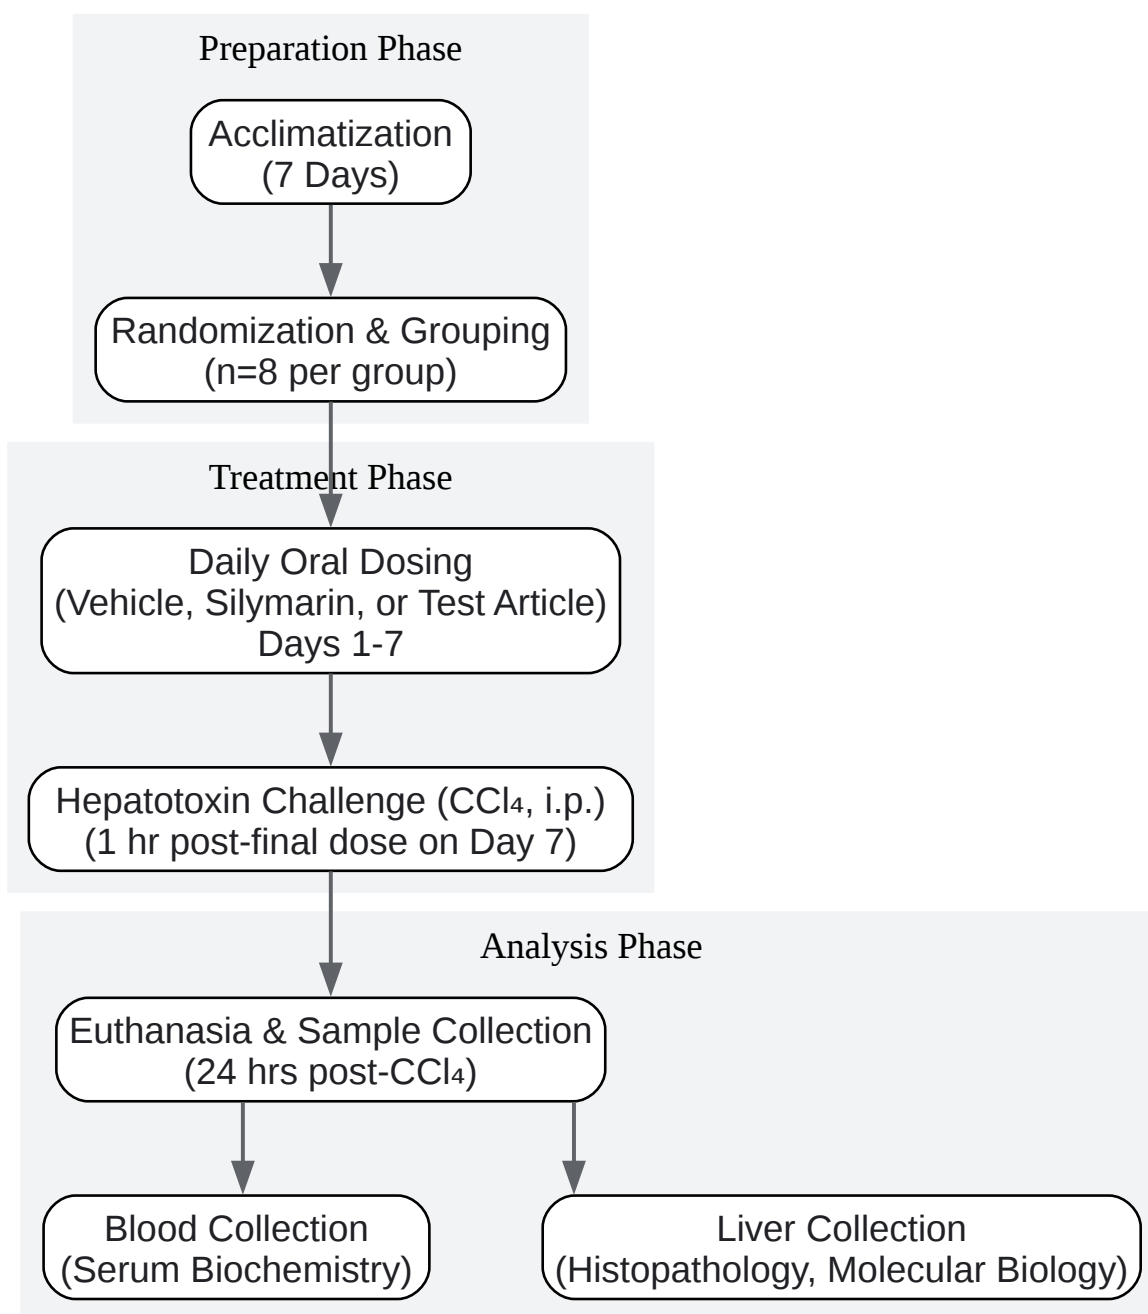 Preparation Phase
Acclimatization
(7 Days)
Randomization & Grouping
(n=8 per group)
Treatment Phase
Daily Oral Dosing
(Vehicle, Silymarin, or Test Article)
Days 1-7
Hepatotoxin Challenge (CCl₄, i.p.)
(1 hr post-final dose on Day 7)
Analysis Phase
Euthanasia & Sample Collection
(24 hrs post-CCl₄)
Blood Collection
(Serum Biochemistry)
Liver Collection
(Histopathology, Molecular Biology)